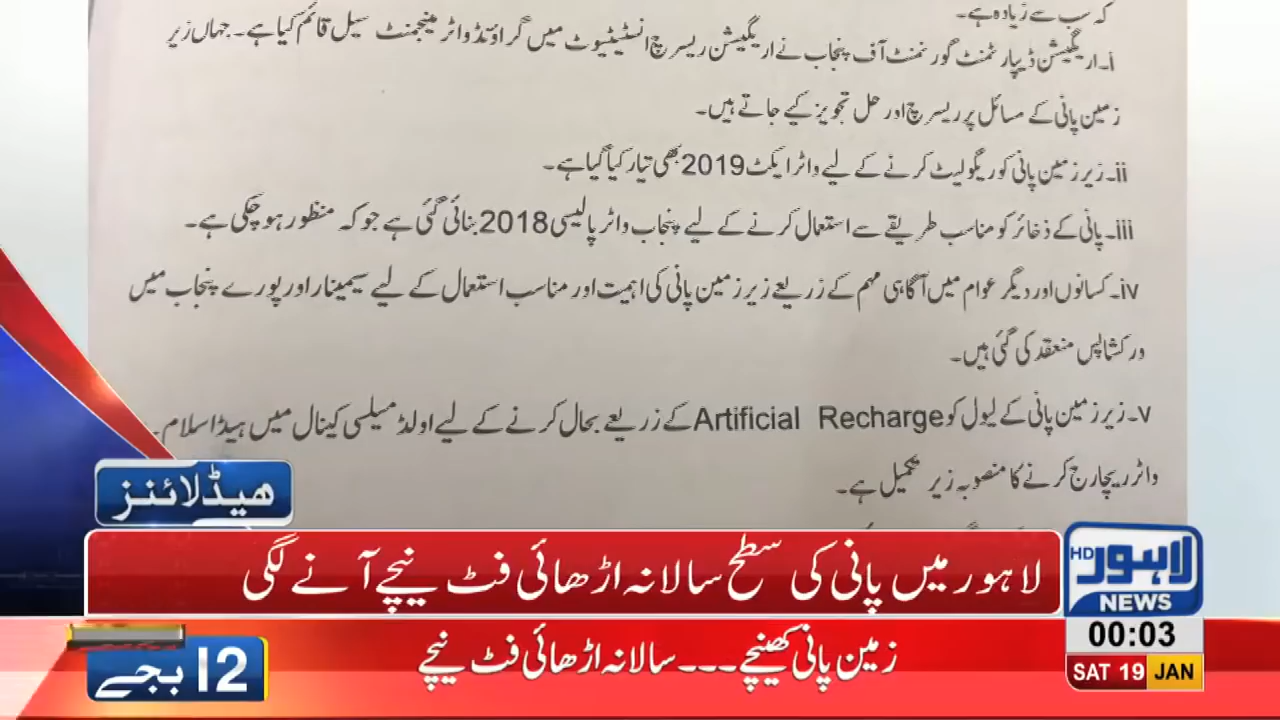 کہ سب سے زیادہ ہے۔
i۔ اریگیشن ڈیپارٹمنٹ گورنمنٹ آف پنجاب نے اریگیشن ریسرچ انسٹیٹیوٹ میں گراؤنڈ واٹر مینجمنٹ سیل قائم کیا ہے۔ جہاں زیر
زمین پانی کے مسائل پر ریسرچ اور حل تجویز کیے جاتے ہیں۔
ii۔ زیر زمین پانی کو ریگولیٹ کرنے کے لیے واٹر ایکٹ 2019 بھی تیار کیا گیا ہے۔
iii۔ پانی کے ذخائر کو مناسب طریقے سے استعمال کرنے کے لیے پنجاب واٹر پالیسی 2018 بنائی گئی ہے جو کہ منظور ہو چکی ہے۔
iv۔ کسانوں اور دیگر عوام میں آگاہی مہم کے زریعے زیر زمین پانی کی اہمیت اور مناسب استعمال کے لیے سیمینار اور پورے پنجاب میں
ورکشاپس منعقد کی گئی ہیں۔
v۔ زیر زمین پانی کے لیول کو Artificial Recharge کے زریعے بحال کرنے کے لیے اولڈ میلسی کینال میں ہیڈ اسلام۔
واٹر ریچارج کرنے کا منصوبہ زیر تکمیل ہے۔
ھیڈلائنز
لاہور میں پانی کی سطح سالانہ اڑھائی فٹ نیچے آنے لگی
لاہور HD
NEWS
زمین پانی کھینچے۔۔۔سالانہ اڑھائی فٹ نیچے
12 بجے
00:03
SAT 19 JAN